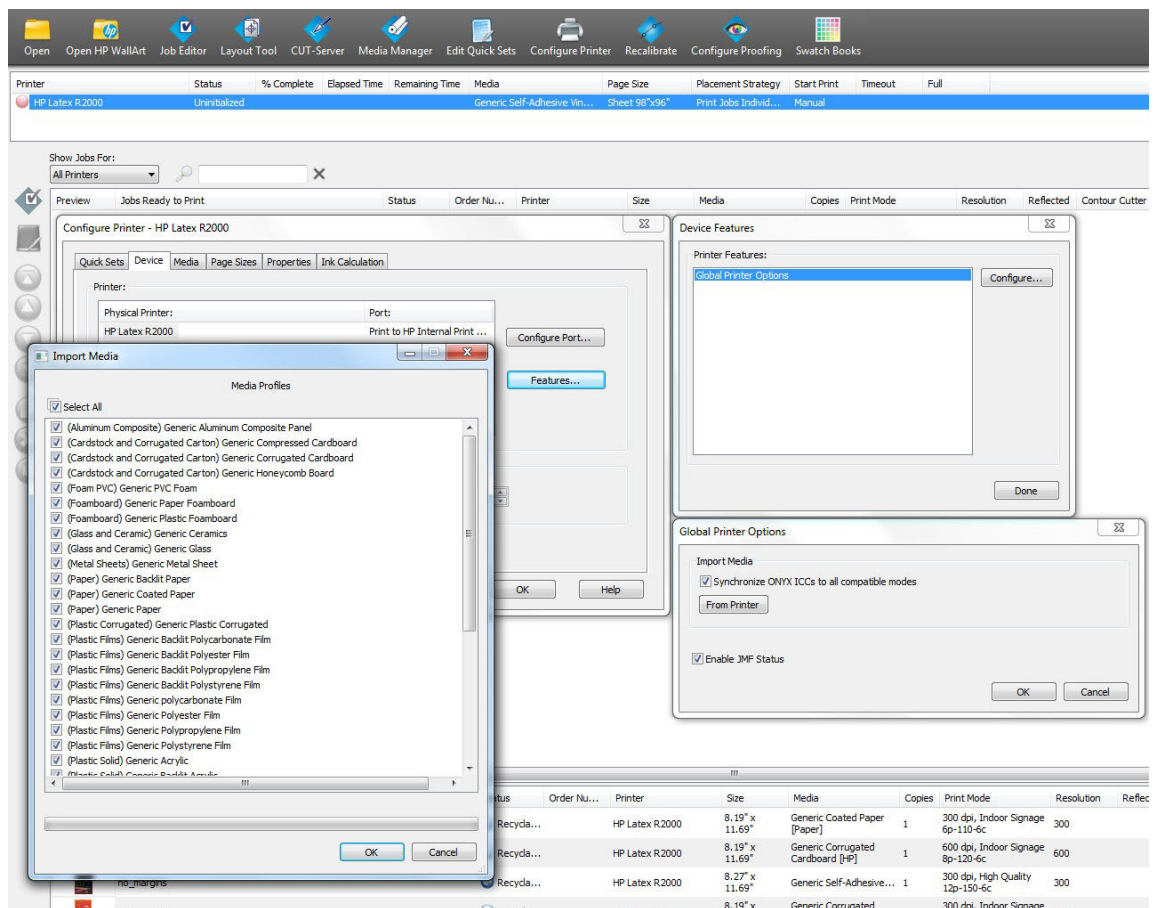 Open Open HP WallArt Job Editor Layout Tool CUT-Server Media Manager Edit Quick Sets Configure Printer Recalibrate Configure Proofing Swatch Books
Printer Status % Complete Elapsed Time Remaining Time Media Page Size Placement Strategy Start Print Timeout Full
HP Latex R2000 Uninitialized Generic Self-Adhesive Vin... Sheet 98"x96" Print Jobs Individ... Manual
Show Jobs For:
All Printers
Preview Jobs Ready to Print Status Order Nu... Printer Size Media Copies Print Mode Resolution Reflected Contour Cutter
Configure Printer - HP Latex R2000
Quick Sets Device Media Page Sizes Properties Ink Calculation
Printer:
Physical Printer: Port:
HP Latex R2000 Print to HP Internal Print ...
Configure Port...
Features...
OK Help
Device Features
Printer Features:
Global Printer Options
Configure...
Done
Import Media
Media Profiles
Select All
(Aluminum Composite) Generic Aluminum Composite Panel
(Cardstock and Corrugated Carton) Generic Compressed Cardboard
(Cardstock and Corrugated Carton) Generic Corrugated Cardboard
(Cardstock and Corrugated Carton) Generic Honeycomb Board
(Foam PVC) Generic PVC Foam
(Foamboard) Generic Paper Foamboard
(Foamboard) Generic Plastic Foamboard
(Glass and Ceramic) Generic Ceramics
(Glass and Ceramic) Generic Glass
(Metal Sheets) Generic Metal Sheet
(Paper) Generic Backlit Paper
(Paper) Generic Coated Paper
(Paper) Generic Paper
(Plastic Corrugated) Generic Plastic Corrugated
(Plastic Films) Generic Backlit Polycarbonate Film
(Plastic Films) Generic Backlit Polyester Film
(Plastic Films) Generic Backlit Polypropylene Film
(Plastic Films) Generic Backlit Polystyrene Film
(Plastic Films) Generic polycarbonate Film
(Plastic Films) Generic Polyester Film
(Plastic Films) Generic Polypropylene Film
(Plastic Films) Generic Polystyrene Film
(Plastic Solid) Generic Acrylic
(Plastic Solid) Generic Backlit Acrylic
OK Cancel
Global Printer Options
Import Media
Synchronize ONYX ICCs to all compatible modes
From Printer
Enable JMF Status
OK Cancel
tus Order Nu... Printer Size Media Copies Print Mode Resolution Reflec
Recycla... HP Latex R2000 8.19" x 11.69" Generic Coated Paper [Paper] 1 300 dpi, Indoor Signage 6p-110-6c 300
Recycla... HP Latex R2000 8.19" x 11.69" Generic Corrugated Cardboard [HP] 1 600 dpi, Indoor Signage 8p-120-6c 600
no_margins Recycla... HP Latex R2000 8.27" x 11.69" Generic Self-Adhesive... 1 300 dpi, High Quality 12p-150-6c 300
8.19" x Generic Corrugated 300 dpi, Indoor Signage